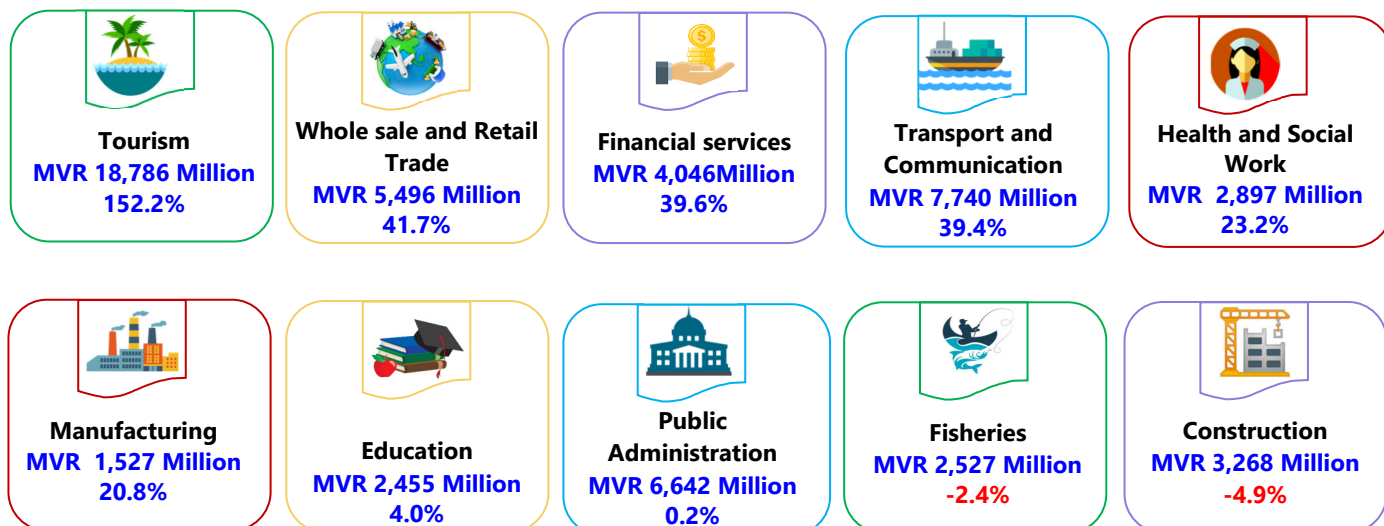 Tourism
MVR 18,786 Million
152.2%
Whole sale and Retail
Trade
MVR 5,496 Million
41.7%
Financial services
MVR 4,046Million
39.6%
Transport and
Communication
MVR 7,740 Million
39.4%
Health and Social
Work
MVR 2,897 Million
23.2%
Manufacturing
MVR 1,527 Million
20.8%
Education
MVR 2,455 Million
4.0%
Public
Administration
MVR 6,642 Million
0.2%
Fisheries
MVR 2,527 Million
-2.4%
Construction
MVR 3,268 Million
-4.9%